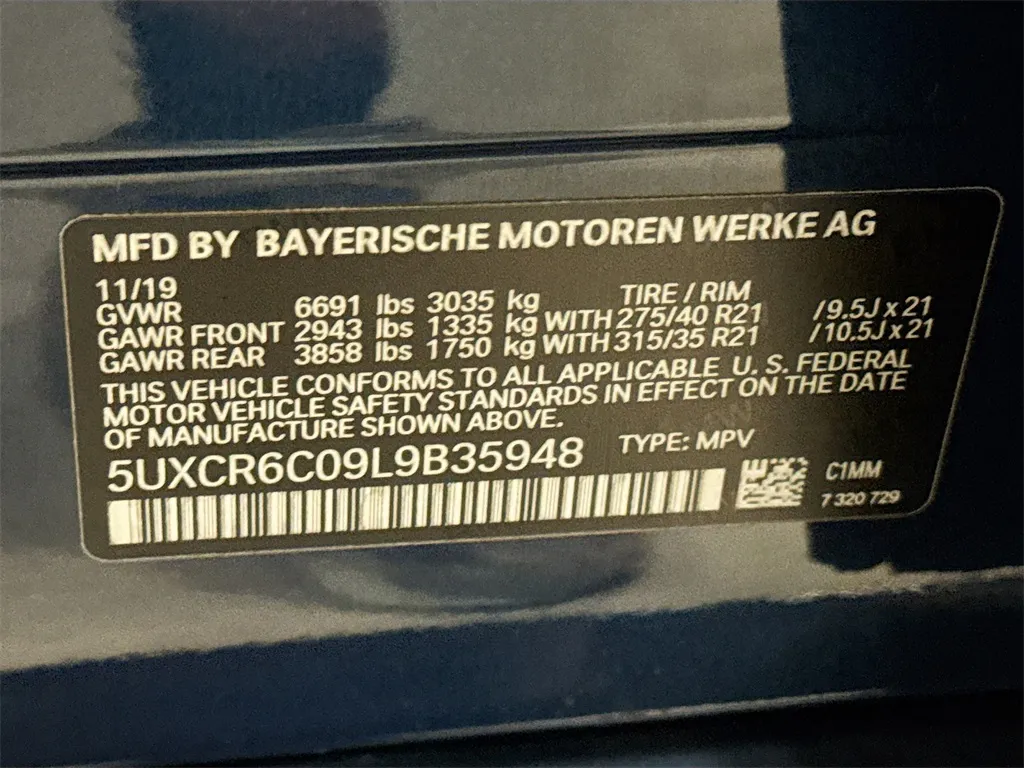 MFD BY BAYERISCHE MOTOREN WERKE AG
11/19 TIRE / RIM
GVWR 6691 lbs 3035 kg
GAWR FRONT 2943 lbs 1335 kg WITH 275/40 R21 /9.5J x 21
GAWR REAR 3858 lbs 1750 kg WITH 315/35 R21 /10.5J x 21
THIS VEHICLE CONFORMS TO ALL APPLICABLE U. S. FEDERAL
MOTOR VEHICLE SAFETY STANDARDS IN EFFECT ON THE DATE
OF MANUFACTURE SHOWN ABOVE.
5UXCR6C09L9B35948 TYPE: MPV
C1MM
7 320 729